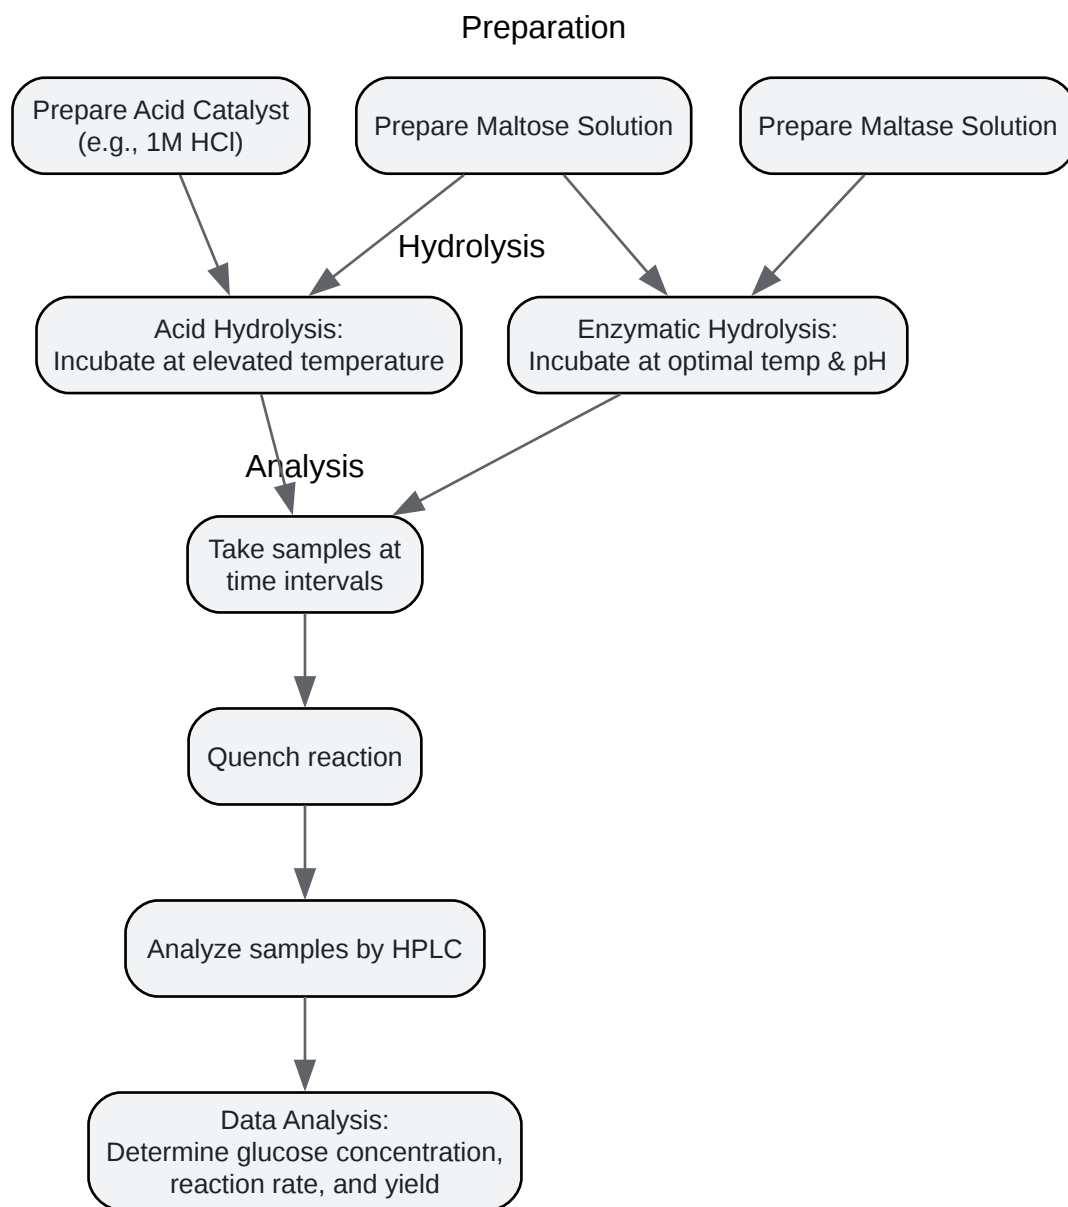 Preparation
Prepare Acid Catalyst
(e.g., 1M HCl)
Prepare Maltose Solution
Prepare Maltase Solution
Hydrolysis
Acid Hydrolysis:
Incubate at elevated temperature
Enzymatic Hydrolysis:
Incubate at optimal temp & pH
Analysis
Take samples at
time intervals
Quench reaction
Analyze samples by HPLC
Data Analysis:
Determine glucose concentration,
reaction rate, and yield